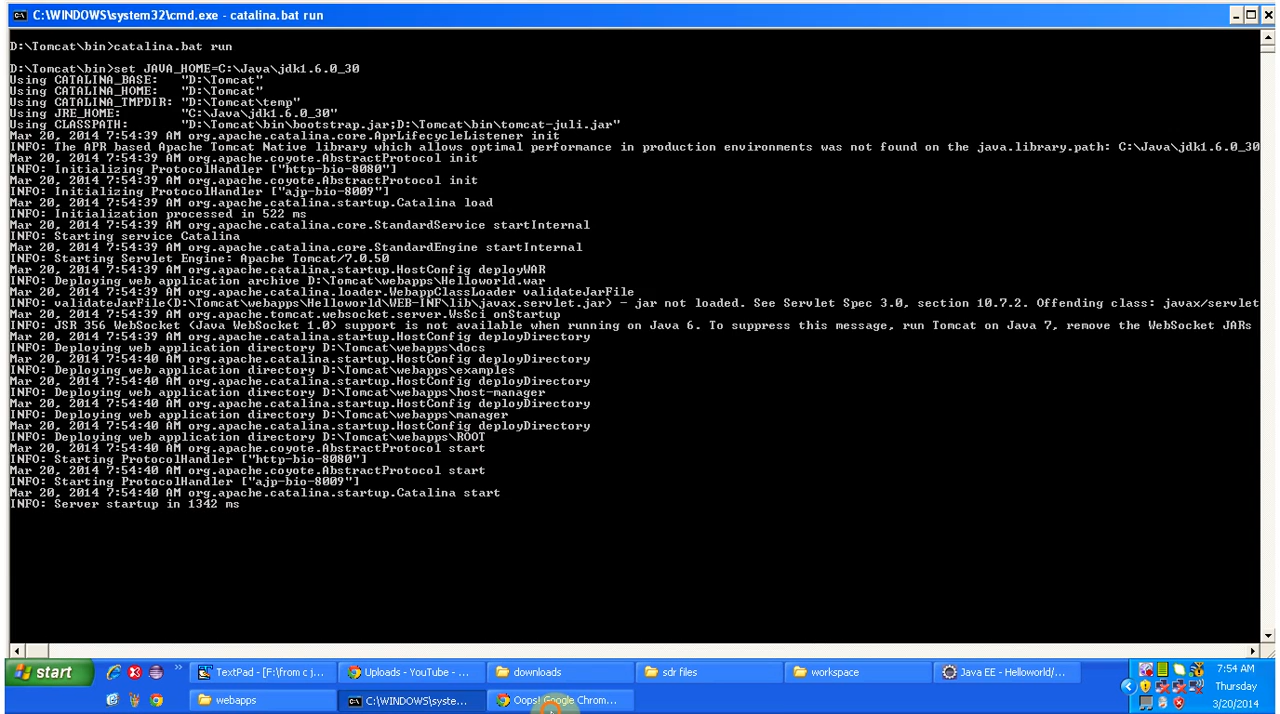 C:\WINDOWS\system32\cmd.exe - catalina.bat run
D:\Tomcat\bin>catalina.bat run
D:\Tomcat\bin>set JAVA_HOME=C:\Java\jdk1.6.0_30
Using CATALINA_BASE:   "D:\Tomcat"
Using CATALINA_HOME:   "D:\Tomcat"
Using CATALINA_TMPDIR: "D:\Tomcat\temp"
Using JRE_HOME:        "C:\Java\jdk1.6.0_30"
Using CLASSPATH:       "D:\Tomcat\bin\bootstrap.jar;D:\Tomcat\bin\tomcat-juli.jar"
Mar 20, 2014 7:54:39 AM org.apache.catalina.core.AprLifecycleListener init
INFO: The APR based Apache Tomcat Native library which allows optimal performance in production environments was not found on the java.library.path: C:\Java\jdk1.6.0_30
Mar 20, 2014 7:54:39 AM org.apache.coyote.AbstractProtocol init
INFO: Initializing ProtocolHandler ["http-bio-8080"]
Mar 20, 2014 7:54:39 AM org.apache.coyote.AbstractProtocol init
INFO: Initializing ProtocolHandler ["ajp-bio-8009"]
Mar 20, 2014 7:54:39 AM org.apache.catalina.startup.Catalina load
INFO: Initialization processed in 522 ms
Mar 20, 2014 7:54:39 AM org.apache.catalina.core.StandardService startInternal
INFO: Starting service Catalina
Mar 20, 2014 7:54:39 AM org.apache.catalina.core.StandardEngine startInternal
INFO: Starting Servlet Engine: Apache Tomcat/7.0.50
Mar 20, 2014 7:54:39 AM org.apache.catalina.startup.HostConfig deployWAR
INFO: Deploying web application archive D:\Tomcat\webapps\Helloworld.war
Mar 20, 2014 7:54:39 AM org.apache.catalina.loader.WebappClassLoader validateJarFile
INFO: validateJarFile(D:\Tomcat\webapps\Helloworld\WEB-INF\lib\javax.servlet.jar) - jar not loaded. See Servlet Spec 3.0, section 10.7.2. Offending class: javax/servlet
Mar 20, 2014 7:54:39 AM org.apache.tomcat.websocket.server.WsSci onStartup
INFO: JSR 356 WebSocket (Java WebSocket 1.0) support is not available when running on Java 6. To suppress this message, run Tomcat on Java 7, remove the WebSocket JARs
Mar 20, 2014 7:54:39 AM org.apache.catalina.startup.HostConfig deployDirectory
INFO: Deploying web application directory D:\Tomcat\webapps\docs
Mar 20, 2014 7:54:40 AM org.apache.catalina.startup.HostConfig deployDirectory
INFO: Deploying web application directory D:\Tomcat\webapps\examples
Mar 20, 2014 7:54:40 AM org.apache.catalina.startup.HostConfig deployDirectory
INFO: Deploying web application directory D:\Tomcat\webapps\host-manager
Mar 20, 2014 7:54:40 AM org.apache.catalina.startup.HostConfig deployDirectory
INFO: Deploying web application directory D:\Tomcat\webapps\manager
Mar 20, 2014 7:54:40 AM org.apache.catalina.startup.HostConfig deployDirectory
INFO: Deploying web application directory D:\Tomcat\webapps\ROOT
Mar 20, 2014 7:54:40 AM org.apache.coyote.AbstractProtocol start
INFO: Starting ProtocolHandler ["http-bio-8080"]
Mar 20, 2014 7:54:40 AM org.apache.coyote.AbstractProtocol start
INFO: Starting ProtocolHandler ["ajp-bio-8009"]
Mar 20, 2014 7:54:40 AM org.apache.catalina.startup.Catalina start
INFO: Server startup in 1342 ms
start
TextPad - [F:\from c j...
Uploads - YouTube - ...
downloads
sdr files
workspace
Java EE - Helloworld/...
7:54 AM
webapps
C:\WINDOWS\syste...
Oops! Google Chrom...
Thursday
3/20/2014